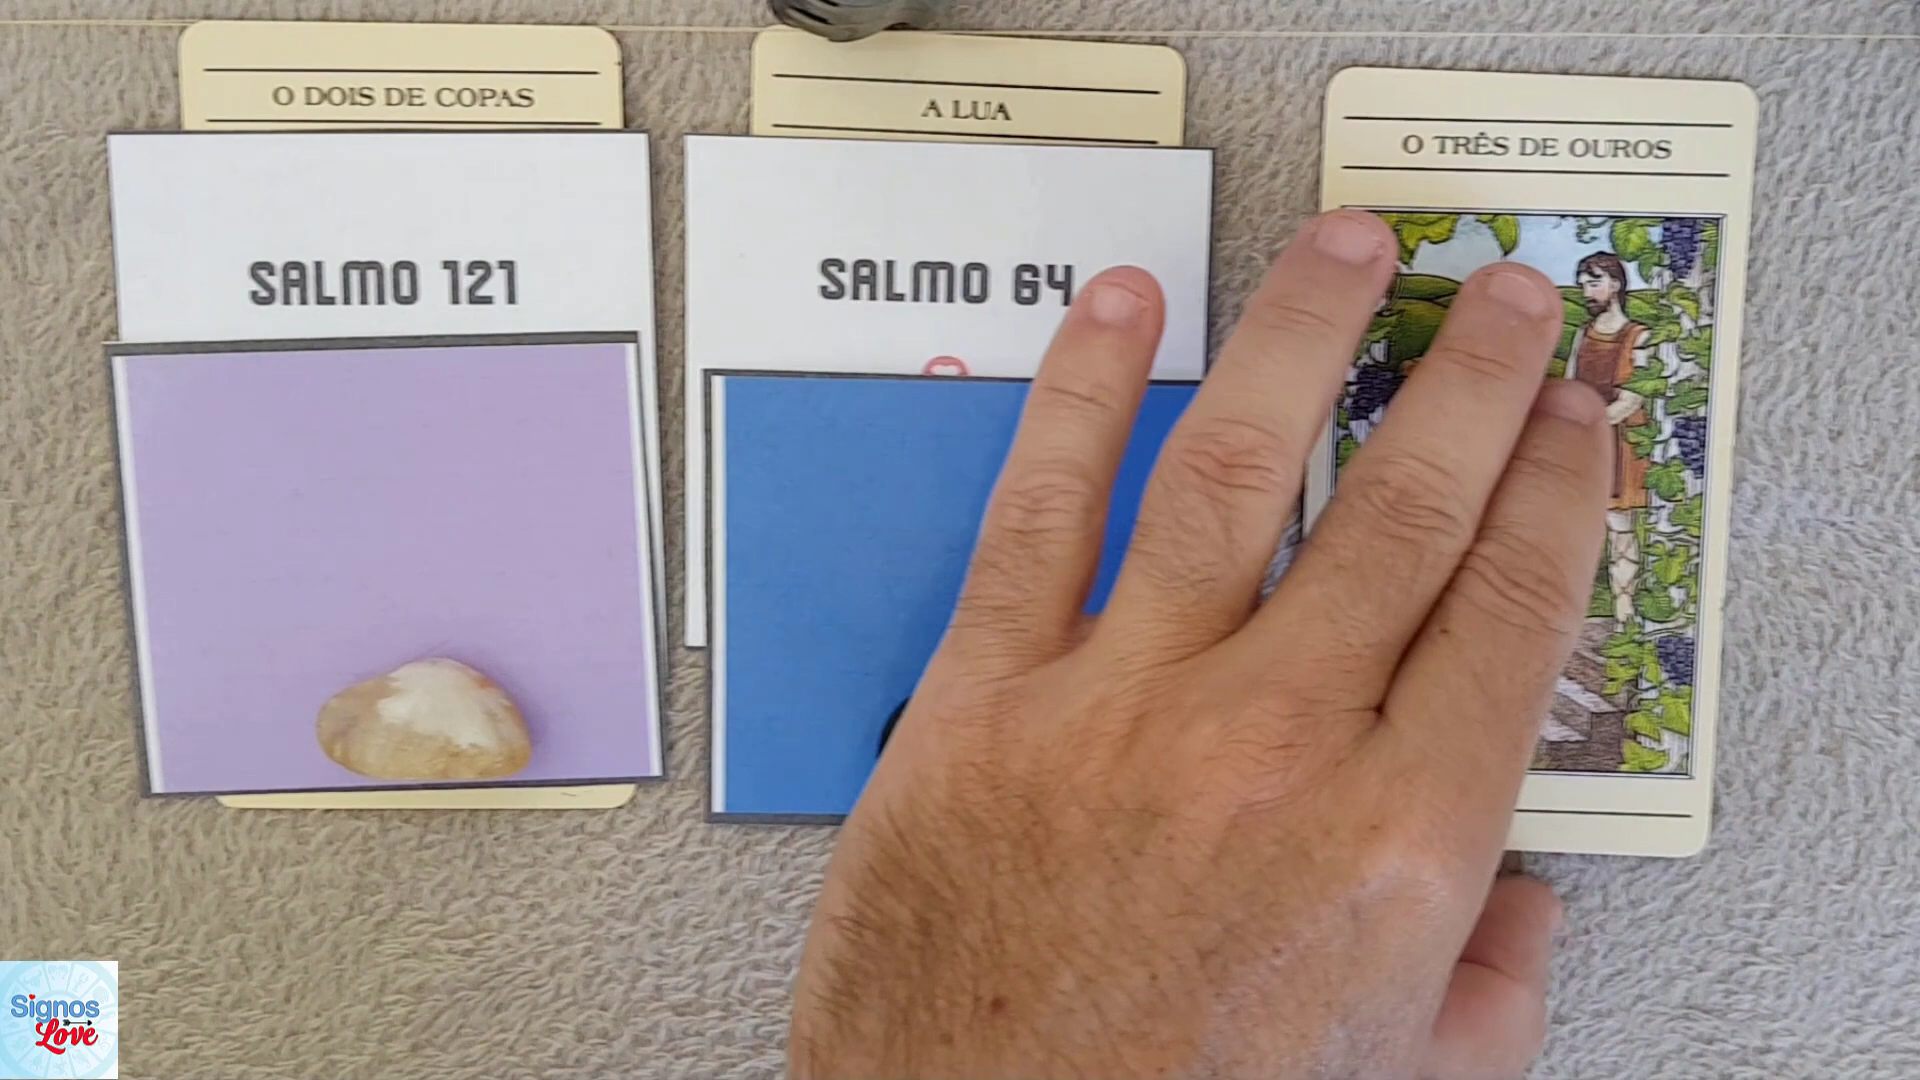 O DOIS DE COPAS
A LUA
O TRÊS DE OUROS
SALMO 121
SALMO 64
Signos
Love